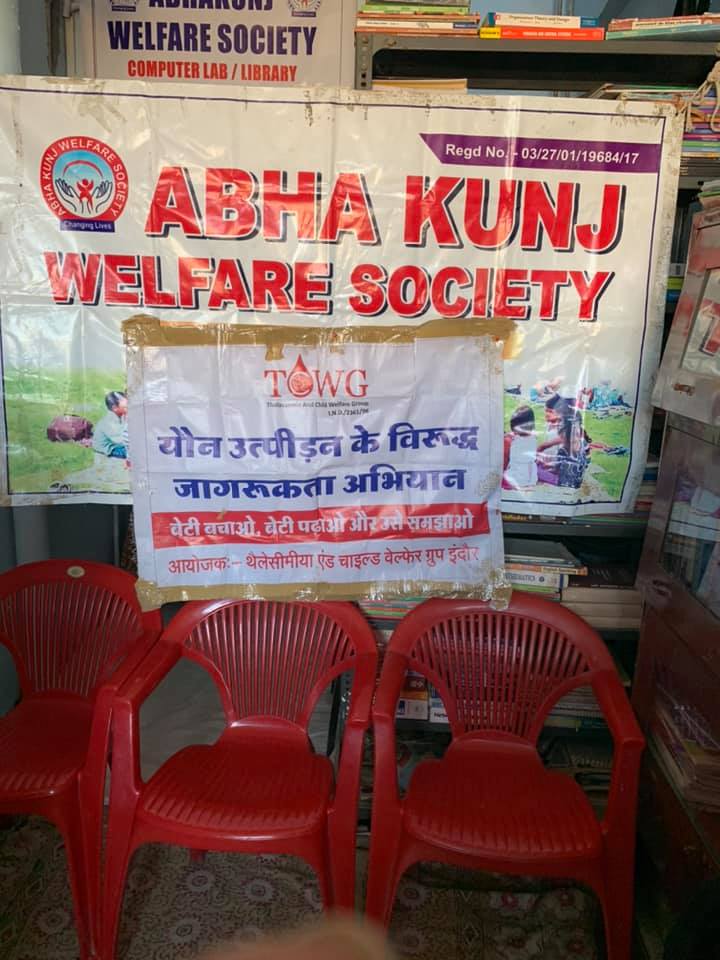 ABHAKUNJ
WELFARE SOCIETY
COMPUTER LAB / LIBRARY
Regd No.- 03/27/01/19684/17
ABHA KUNJ WELFARE SOCIETY
Changing Lives
ABHA KUNJ
WELFARE SOCIETY
TCWG
Thalassemia And Child Welfare Group
यौन उत्पीड़न के विरूद्ध
जागरूकता अभियान
बेटी बचाओ, बेटी पढ़ाओ और उसे समझाओ
आयोजक:- थैलेसीमिया एंड चाइल्ड वेल्फेर ग्रुप इंदौर